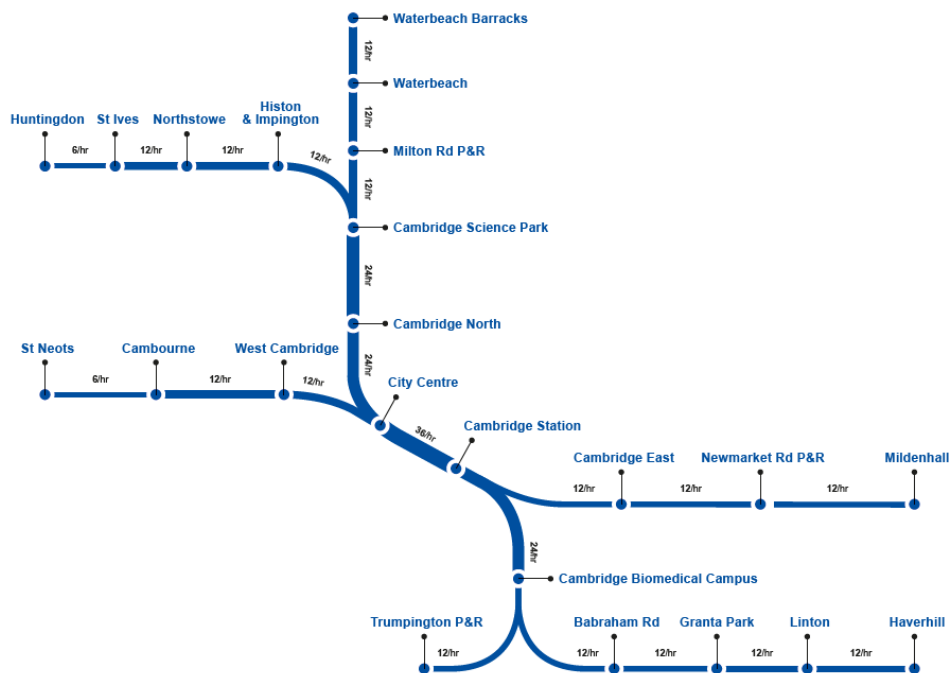 Waterbeach Barracks
12/hr
Waterbeach
12/hr
Huntingdon
St Ives
Northstowe
Histon
& Impington
6/hr
12/hr
12/hr
12/hr
Milton Rd P&R
12/hr
Cambridge Science Park
24/hr
Cambridge North
24/hr
St Neots
Cambourne
West Cambridge
6/hr
12/hr
12/hr
City Centre
36/hr
Cambridge Station
Cambridge East
Newmarket Rd P&R
Mildenhall
12/hr
12/hr
12/hr
24/hr
Cambridge Biomedical Campus
Trumpington P&R
Babraham Rd
Granta Park
Linton
Haverhill
12/hr
12/hr
12/hr
12/hr
12/hr